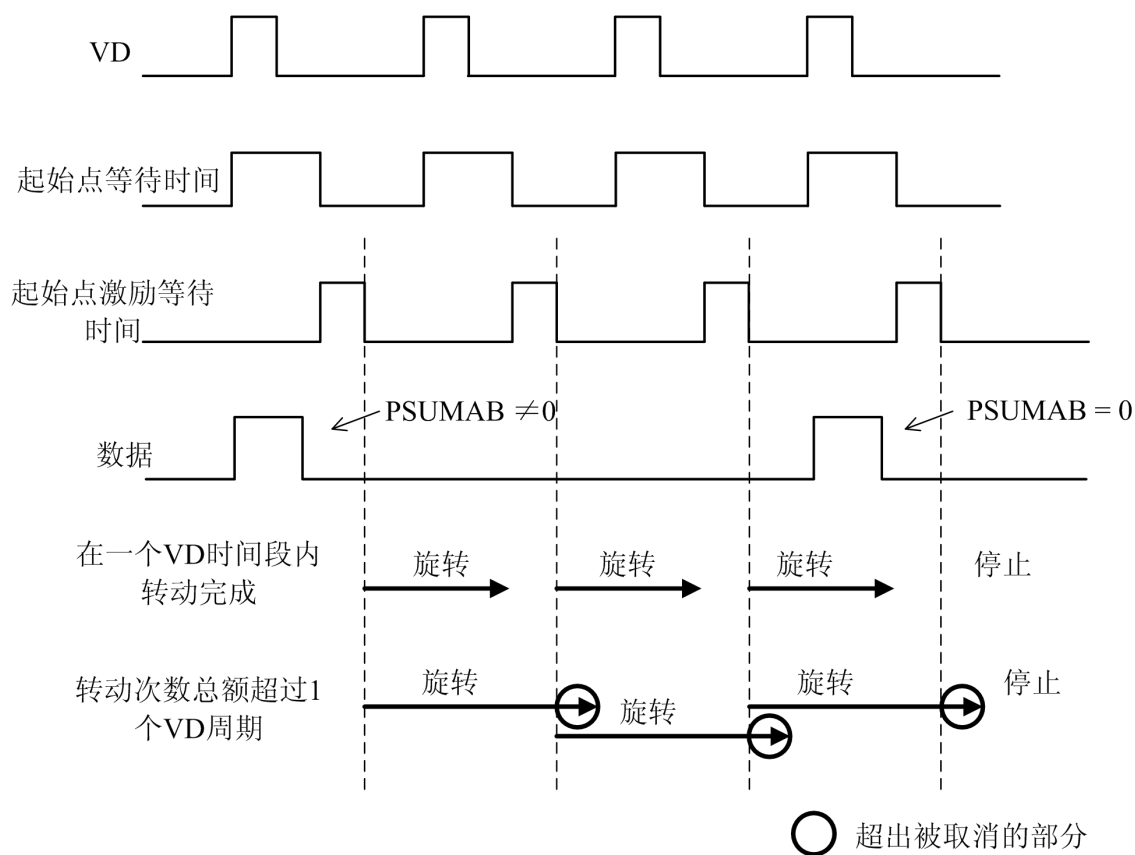 VD
起始点等待时间
起始点激励等待
时间
PSUMAB ≠0
PSUMAB = 0
数据
在一个VD时间段内
转动完成
旋转
旋转
旋转
停止
转动次数总额超过1
个VD周期
旋转
旋转
旋转
停止
超出被取消的部分